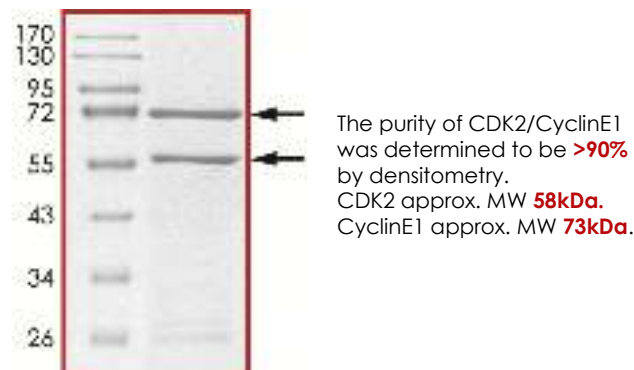 170
130
95
72
55
43
34
26
The purity of CDK2/CyclinE1
was determined to be >90%
by densitometry.
CDK2 approx. MW 58kDa.
CyclinE1 approx. MW 73kDa.